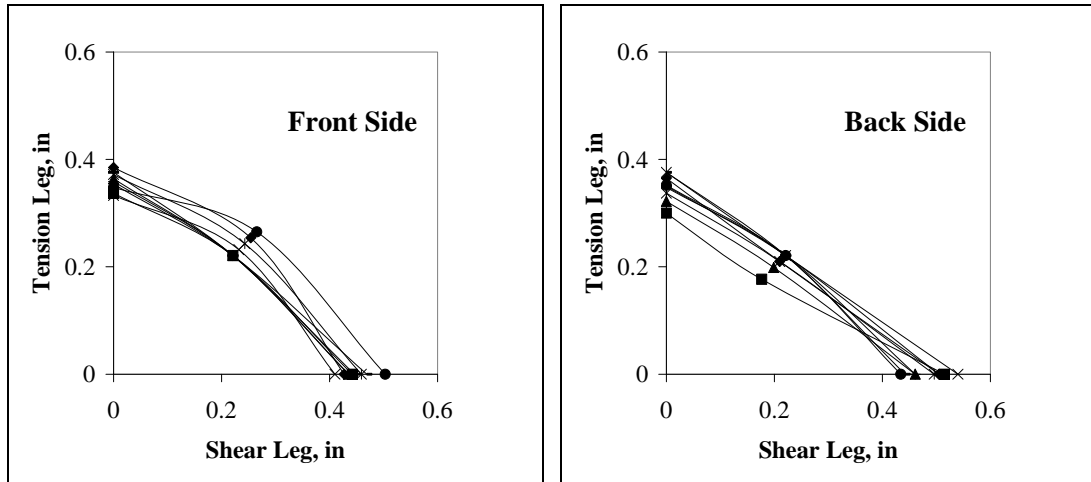 0.6
Front Side
0.4
Tension Leg, in
0.2
0
0 0.2 0.4 0.6
Shear Leg, in
0.6
Back Side
0.4
Tension Leg, in
0.2
0
0 0.2 0.4 0.6
Shear Leg, in